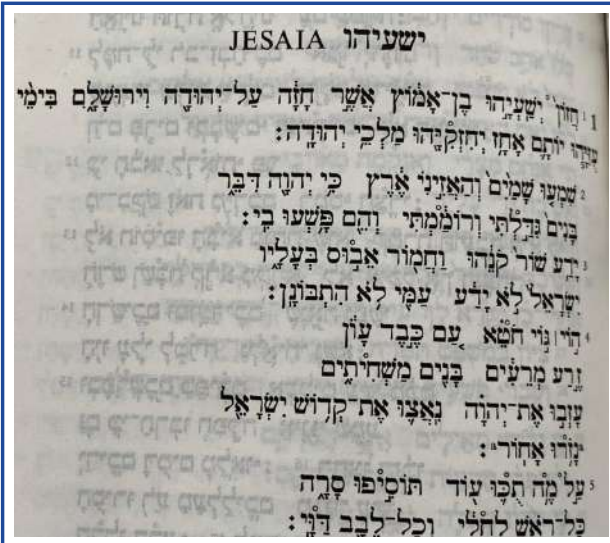 JESAIA ישעיהו
1 חֲזוֹן֙ יְשַֽׁעְיָ֣הוּ בֶן־אָמ֔וֹץ אֲשֶׁ֣ר חָזָ֔ה עַל־יְהוּדָ֖ה וִירוּשָׁלִָ֑ם בִּימֵ֨י
עֻזִּיָּ֧הוּ יוֹתָ֛ם אָחָ֥ז יְחִזְקִיָּ֖הוּ מַלְכֵ֥י יְהוּדָֽה׃
2 שִׁמְע֤וּ שָׁמַ֙יִם֙ וְהַאֲזִ֣ינִי אֶ֔רֶץ כִּ֥י יְהוָ֖ה דִּבֵּ֑ר
בָּנִים֙ גִּדַּ֣לְתִּי וְרוֹמַ֔מְתִּי וְהֵ֖ם פָּ֥שְׁעוּ בִֽי׃
3 יָדַ֥ע שׁוֹר֙ קֹנֵ֔הוּ וַחֲמ֖וֹר אֵב֣וּס בְּעָלָ֑יו
יִשְׂרָאֵל֙ לֹ֣א יָדַ֔ע עַמִּ֖י לֹ֥א הִתְבּוֹנָֽן׃
4 ה֣וֹי ׀ גּ֣וֹי חֹטֵ֗א עַ֚ם כֶּ֣בֶד עָוֺ֔ן
זֶ֣רַע מְרֵעִ֔ים בָּנִ֖ים מַשְׁחִיתִ֑ים
עָזְב֣וּ אֶת־יְהוָ֗ה נִאֲצ֛וּ אֶת־קְד֥וֹשׁ יִשְׂרָאֵ֖ל
נָזֹ֥רוּ אָחֽוֹר׃
5 עַ֣ל מֶ֥ה תֻכּ֛וּ ע֖וֹד תּוֹסִ֣יפוּ סָרָ֑ה
כָּל־רֹ֣אשׁ לָחֳלִ֔י וְכָל־לֵבָ֖ב דַּוָּֽי׃